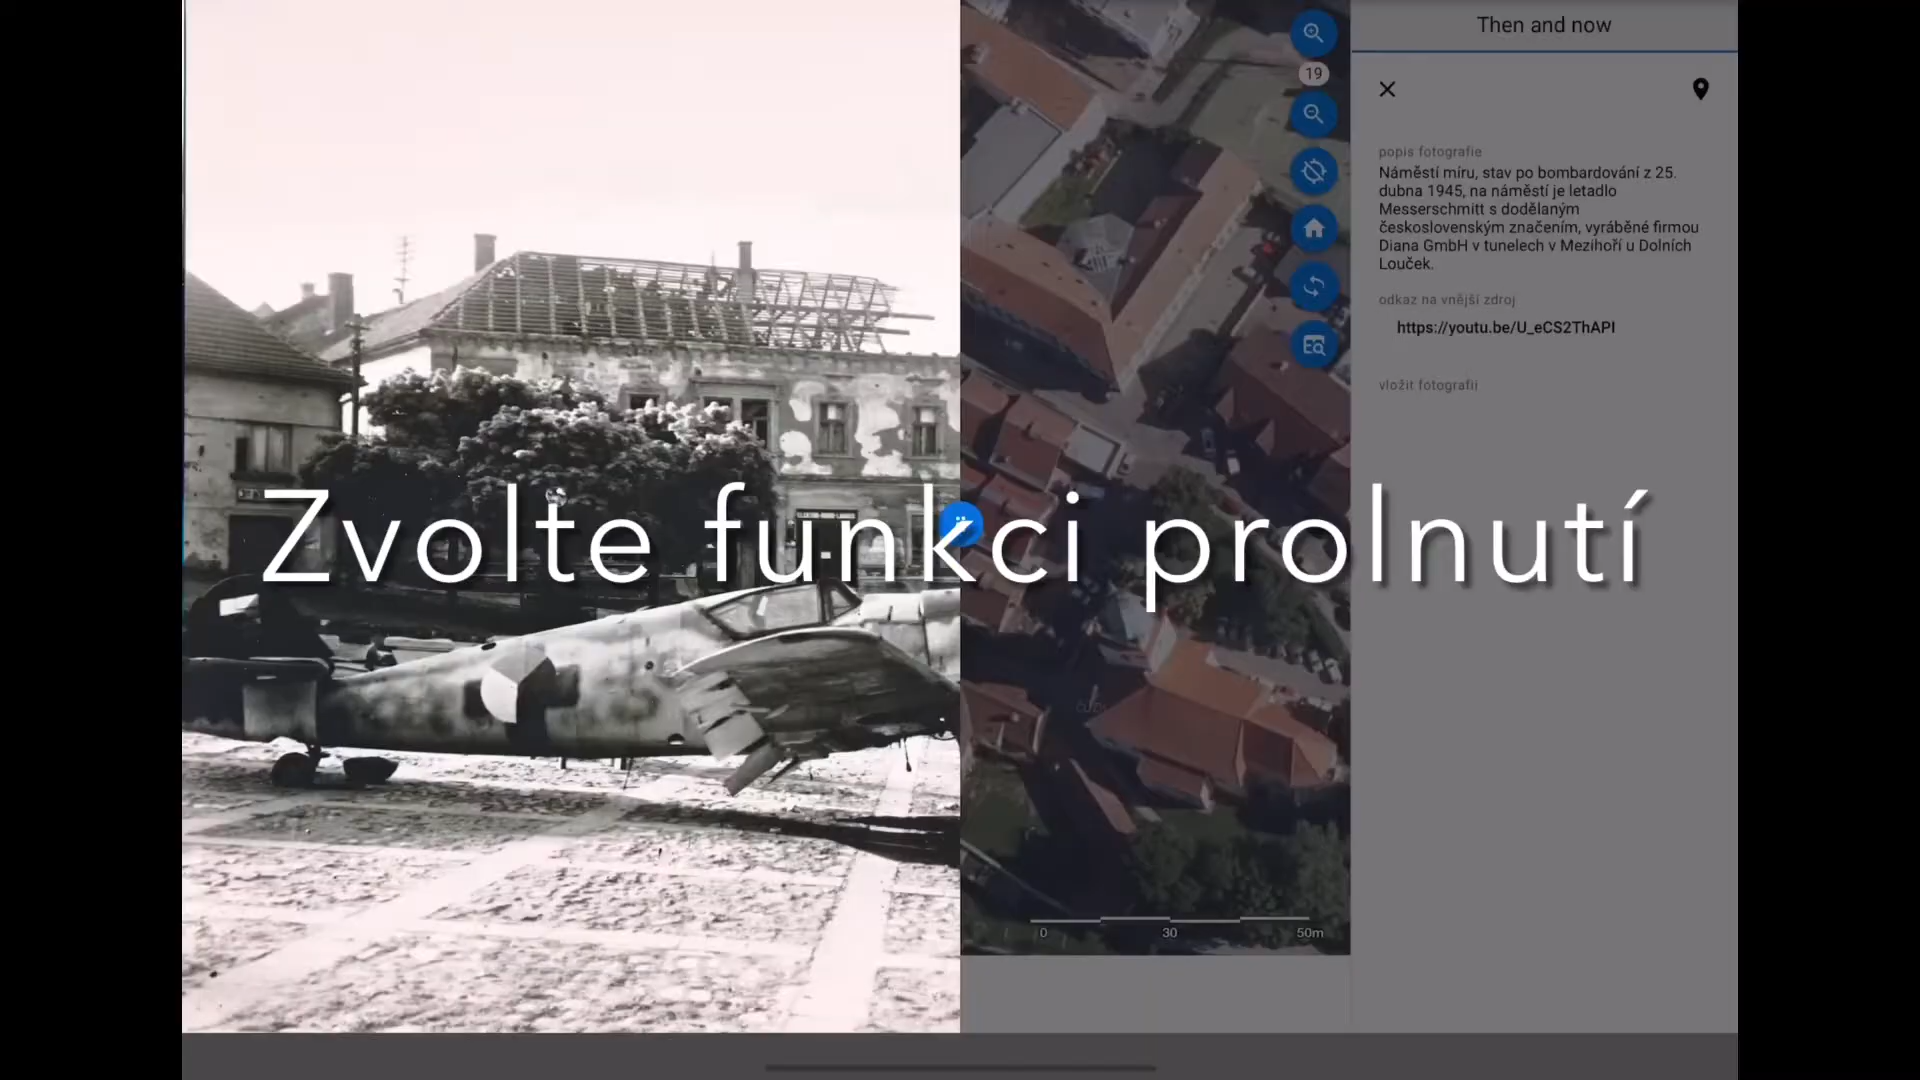 Then and now
19
popis fotografie
Náměstí míru, stav po bombardování z 25.
dubna 1945, na náměstí je letadlo
Messerschmitt s dodělaným
československým značením, vyráběné firmou
Diana GmbH v tunelech v Mezihoří u Dolních
Louček.
odkaz na vnější zdroj
https://youtu.be/U_eCS2ThAPI
vložit fotografii
Zvolte funkci prolnutí
0 30 50m